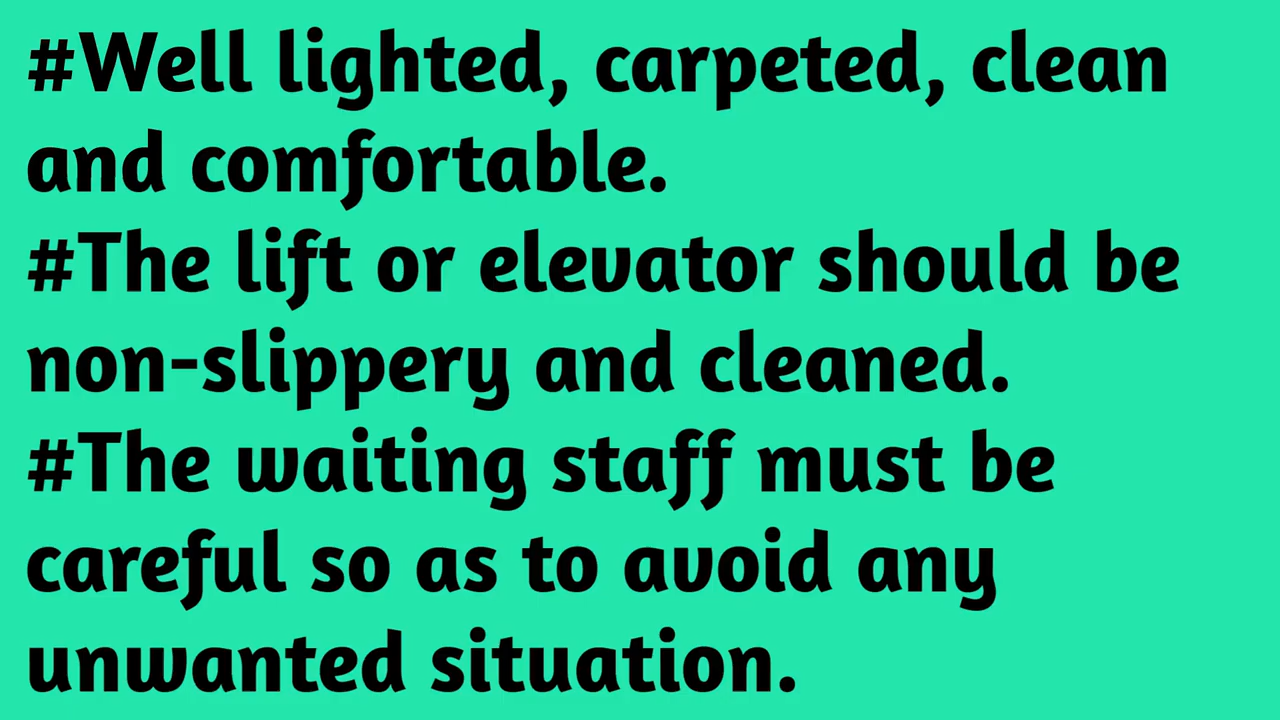 #Well lighted, carpeted, clean
and comfortable.
#The lift or elevator should be
non-slippery and cleaned.
#The waiting staff must be
careful so as to avoid any
unwanted situation.